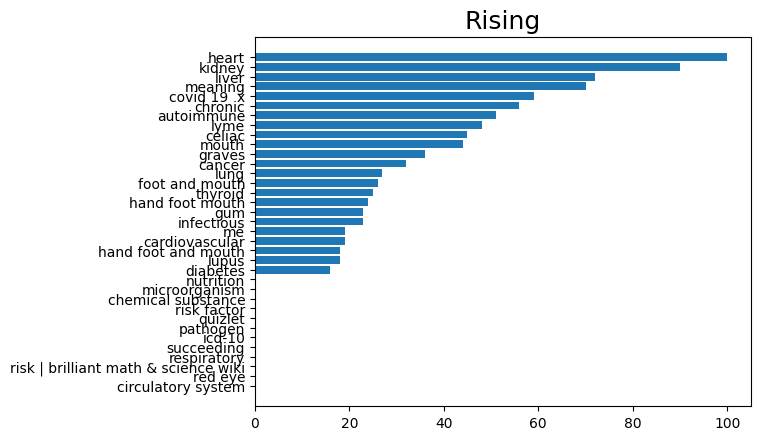 Rising
heart
kidney
liver
meaning
covid 19 .x
chronic
autoimmune
lyme
celiac
mouth
graves
cancer
lung
foot and mouth
thyroid
hand foot mouth
gum
infectious
me
cardiovascular
hand foot and mouth
lupus
diabetes
nutrition
microorganism
chemical substance
risk factor
quizlet
pathogen
icd-10
succeeding
respiratory
risk | brilliant math & science wiki
red eye
circulatory system
0 20 40 60 80 100